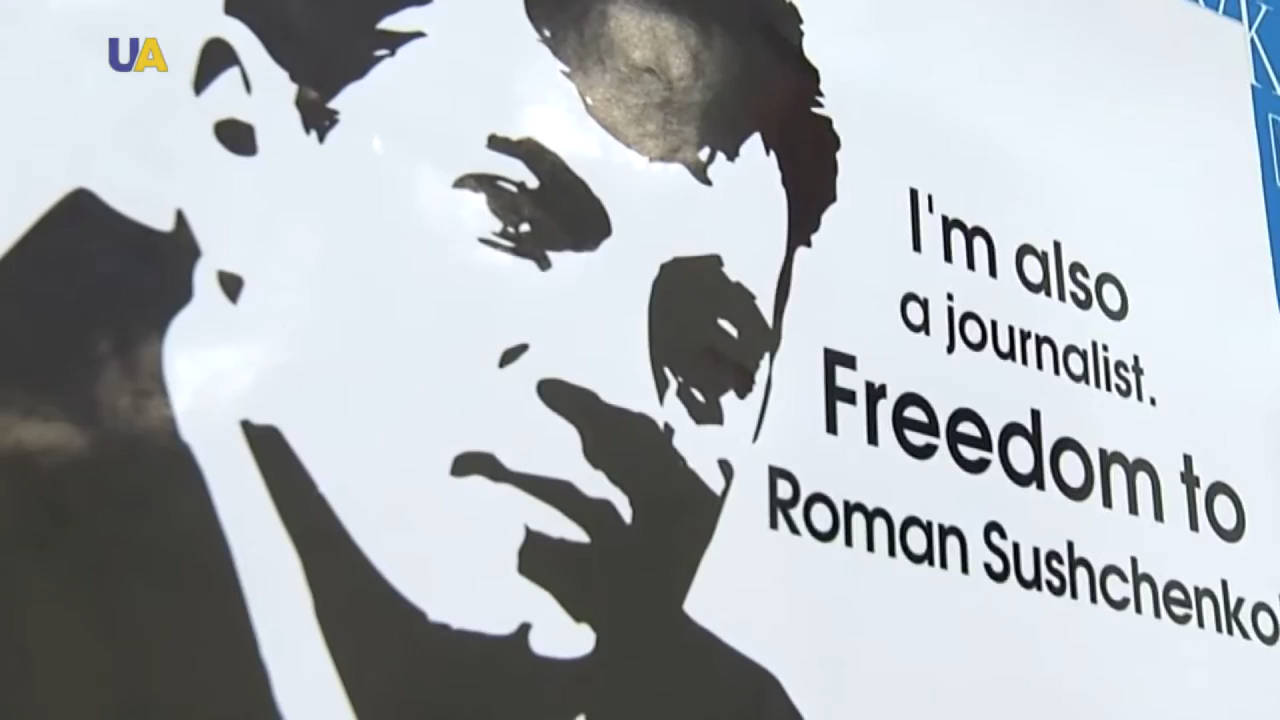 UA
I'm also
a journalist.
Freedom to
Roman Sushchenko